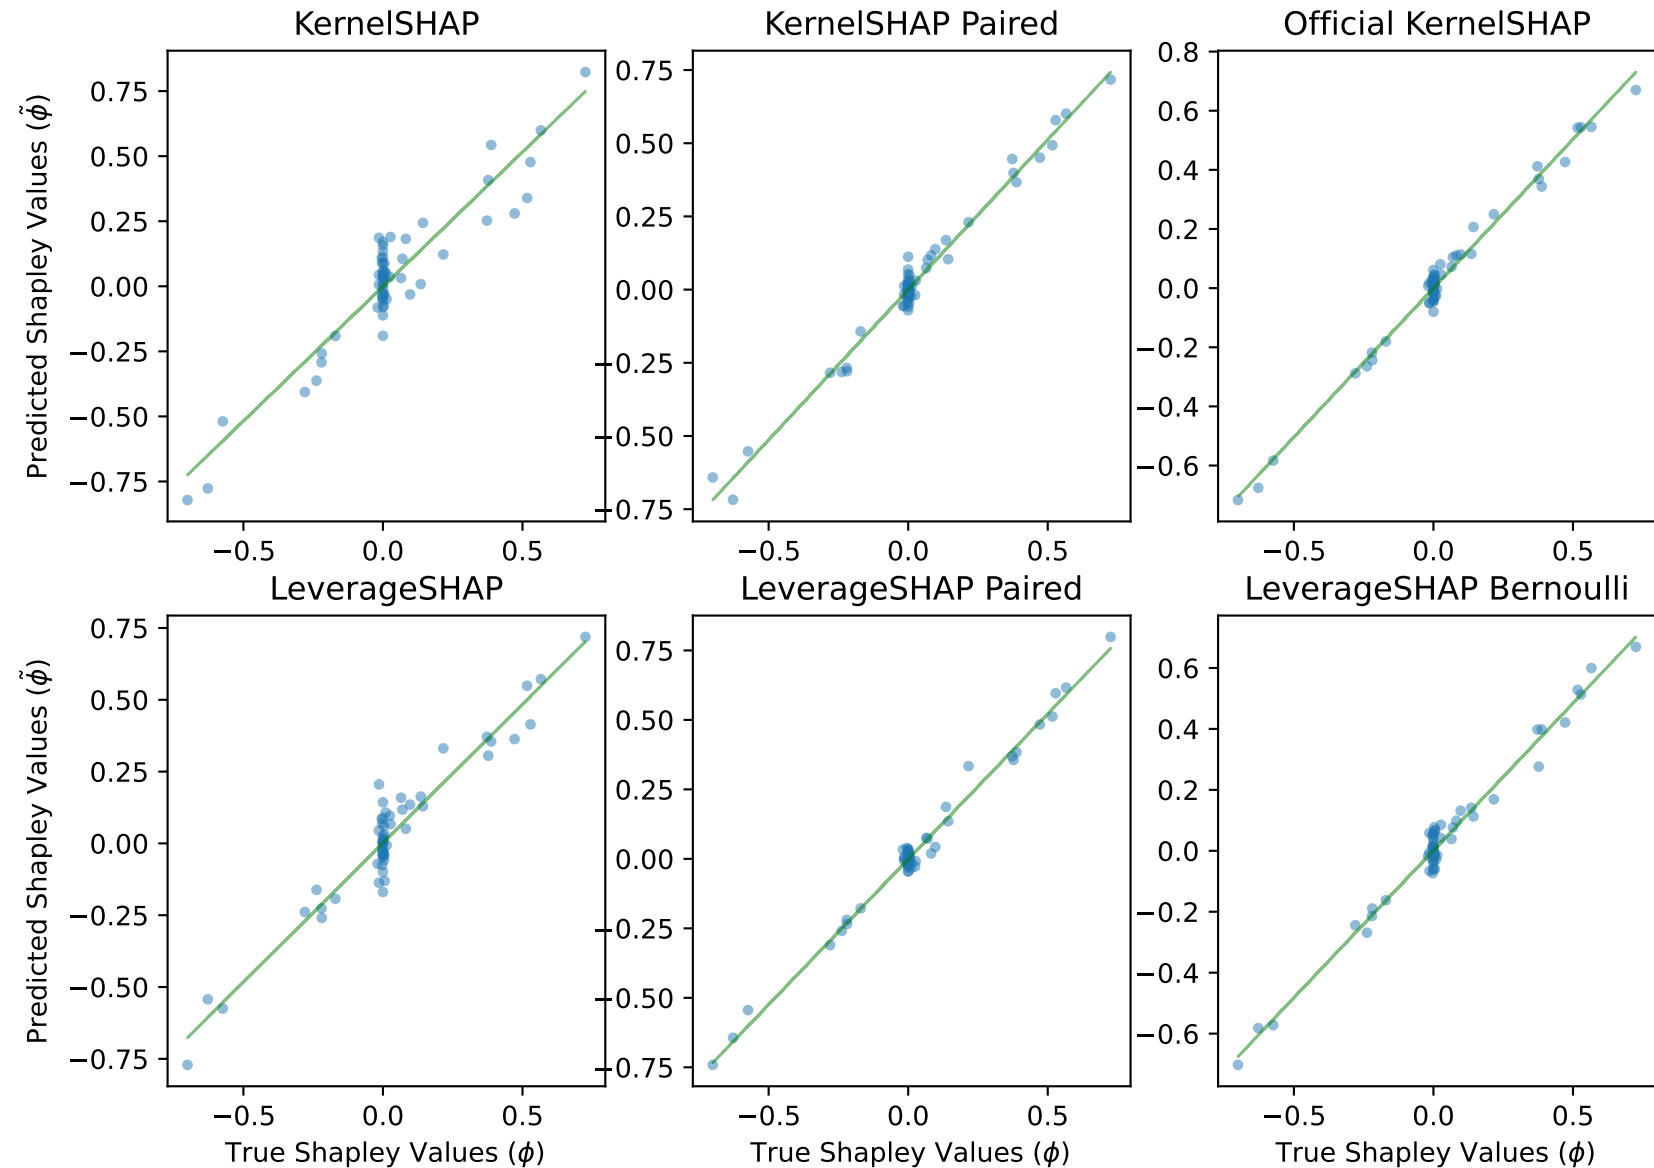 KernelSHAP
KernelSHAP Paired
Official KernelSHAP
Predicted Shapley Values (ϕ̃)
0.75
0.50
0.25
0.00
−0.25
−0.50
−0.75
−0.5 0.0 0.5
0.75
0.50
0.25
0.00
−0.25
−0.50
−0.75
−0.5 0.0 0.5
0.8
0.6
0.4
0.2
0.0
−0.2
−0.4
−0.6
−0.5 0.0 0.5
LeverageSHAP
LeverageSHAP Paired
LeverageSHAP Bernoulli
Predicted Shapley Values (ϕ̃)
0.75
0.50
0.25
0.00
−0.25
−0.50
−0.75
−0.5 0.0 0.5
True Shapley Values (ϕ)
0.75
0.50
0.25
0.00
−0.25
−0.50
−0.75
−0.5 0.0 0.5
True Shapley Values (ϕ)
0.6
0.4
0.2
0.0
−0.2
−0.4
−0.6
−0.5 0.0 0.5
True Shapley Values (ϕ)